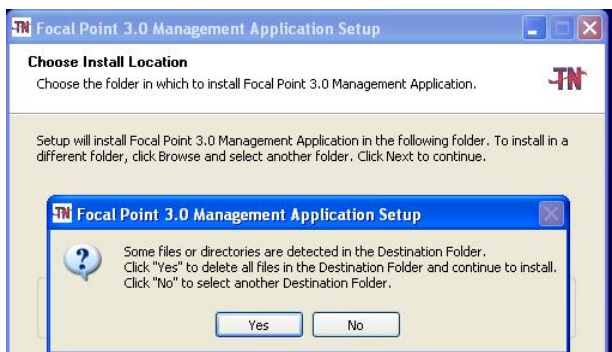 TN Focal Point 3.0 Management Application Setup
Choose Install Location
Choose the folder in which to install Focal Point 3.0 Management Application.
TN
Setup will install Focal Point 3.0 Management Application in the following folder. To install in a
different folder, click Browse and select another folder. Click Next to continue.
TN Focal Point 3.0 Management Application Setup
Some files or directories are detected in the Destination Folder.
Click "Yes" to delete all files in the Destination Folder and continue to install.
Click "No" to select another Destination Folder.
Yes No